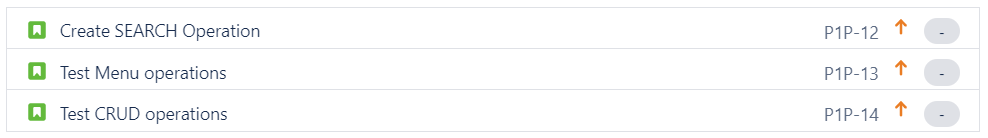 Create SEARCH Operation P1P-12 -
Test Menu operations P1P-13 -
Test CRUD operations P1P-14 -